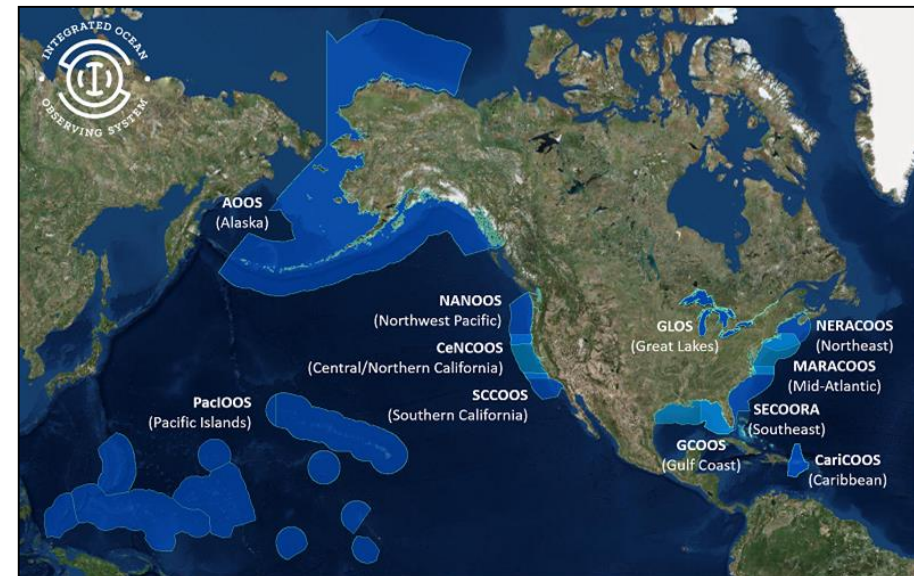 INTEGRATED OCEAN
OBSERVING SYSTEM
AOOS
(Alaska)
NANOOS
(Northwest Pacific)
CeNCOOS
(Central/Northern California)
SCCOOS
(Southern California)
PacIOOS
(Pacific Islands)
GLOS
(Great Lakes)
NERACOOS
(Northeast)
MARACOOS
(Mid-Atlantic)
SECOORA
(Southeast)
GCOOS
(Gulf Coast)
CariCOOS
(Caribbean)